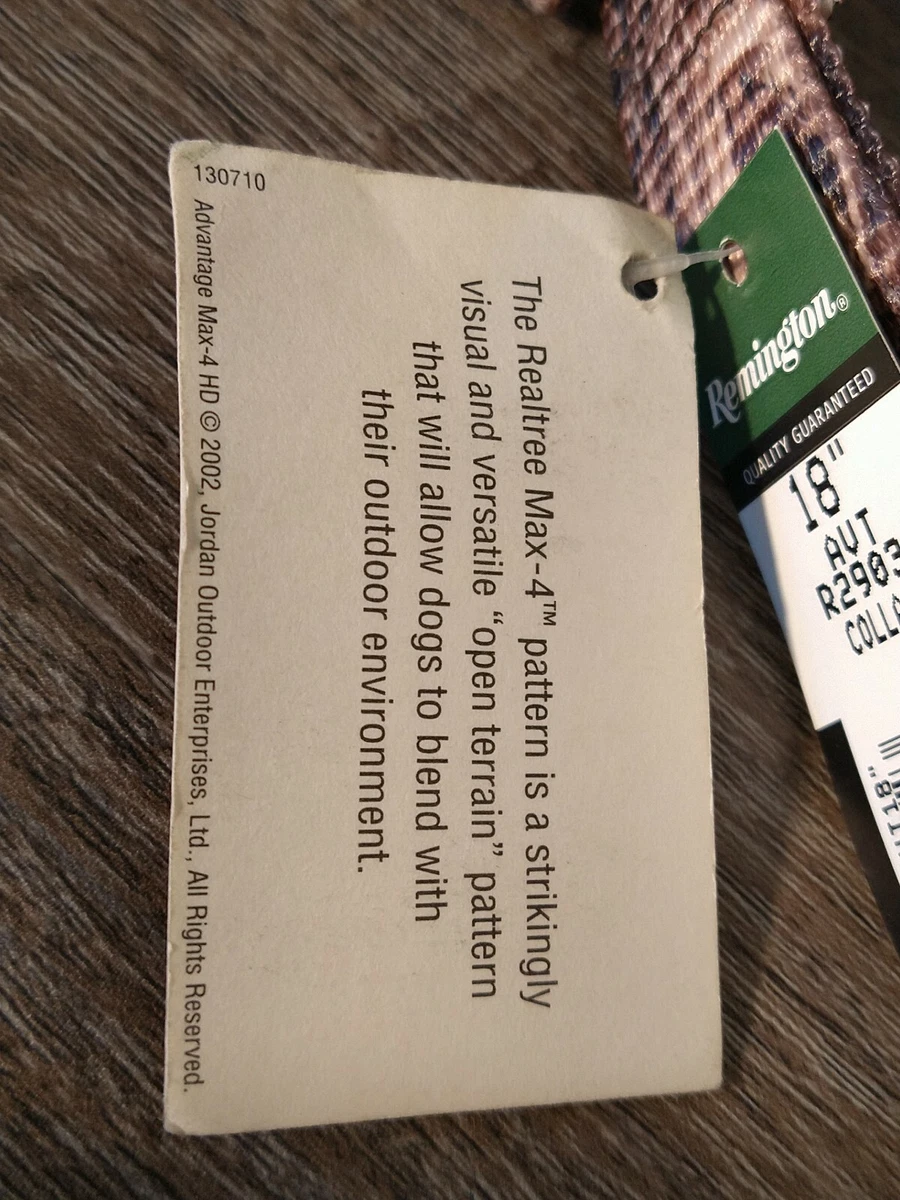 The Realtree Max-4™ pattern is a strikingly
visual and versatile “open terrain” pattern
that will allow dogs to blend with
their outdoor environment.
130710
Advantage Max-4 HD © 2002, Jordan Outdoor Enterprises, Ltd., All Rights Reserved.
Remington®
QUALITY GUARANTEED
18"
AVT